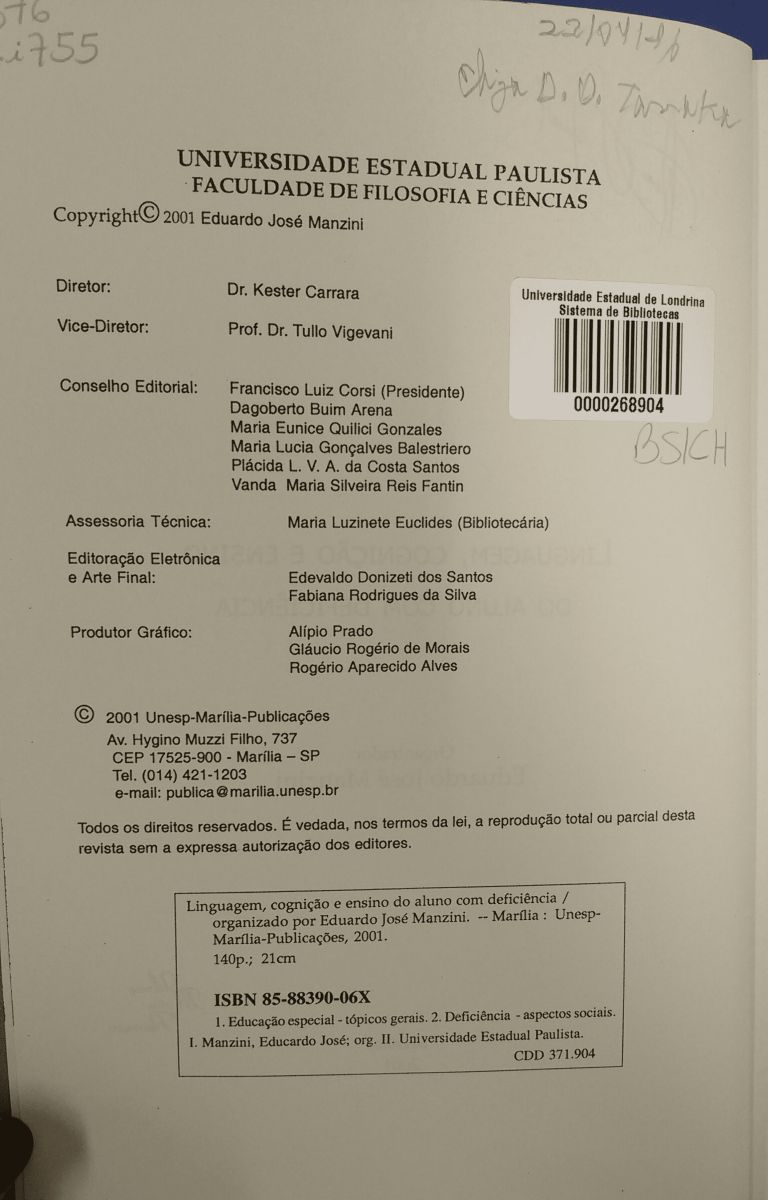 i755
UNIVERSIDADE ESTADUAL PAULISTA
FACULDADE DE FILOSOFIA E CIÊNCIAS
Copyright© 2001 Eduardo José Manzini
Diretor: Dr. Kester Carrara
Vice-Diretor: Prof. Dr. Tullo Vigevani
Universidade Estadual de Londrina
Sistema de Bibliotecas
0000268904
BS/CH
Conselho Editorial: Francisco Luiz Corsi (Presidente)
Dagoberto Buim Arena
Maria Eunice Quilici Gonzales
Maria Lucia Gonçalves Balestriero
Plácida L. V. A. da Costa Santos
Vanda Maria Silveira Reis Fantin
Assessoria Técnica: Maria Luzinete Euclides (Bibliotecária)
Editoração Eletrônica
e Arte Final: Edevaldo Donizeti dos Santos
Fabiana Rodrigues da Silva
Produtor Gráfico: Alípio Prado
Gláucio Rogério de Morais
Rogério Aparecido Alves
© 2001 Unesp-Marília-Publicações
Av. Hygino Muzzi Filho, 737
CEP 17525-900 - Marília – SP
Tel. (014) 421-1203
e-mail: publica@marilia.unesp.br
Todos os direitos reservados. É vedada, nos termos da lei, a reprodução total ou parcial desta
revista sem a expressa autorização dos editores.
Linguagem, cognição e ensino do aluno com deficiência /
organizado por Eduardo José Manzini. -- Marília : Unesp-
Marília-Publicações, 2001.
140p.; 21cm
ISBN 85-88390-06X
1. Educação especial - tópicos gerais. 2. Deficiência - aspectos sociais.
I. Manzini, Educardo José; org. II. Universidade Estadual Paulista.
CDD 371.904